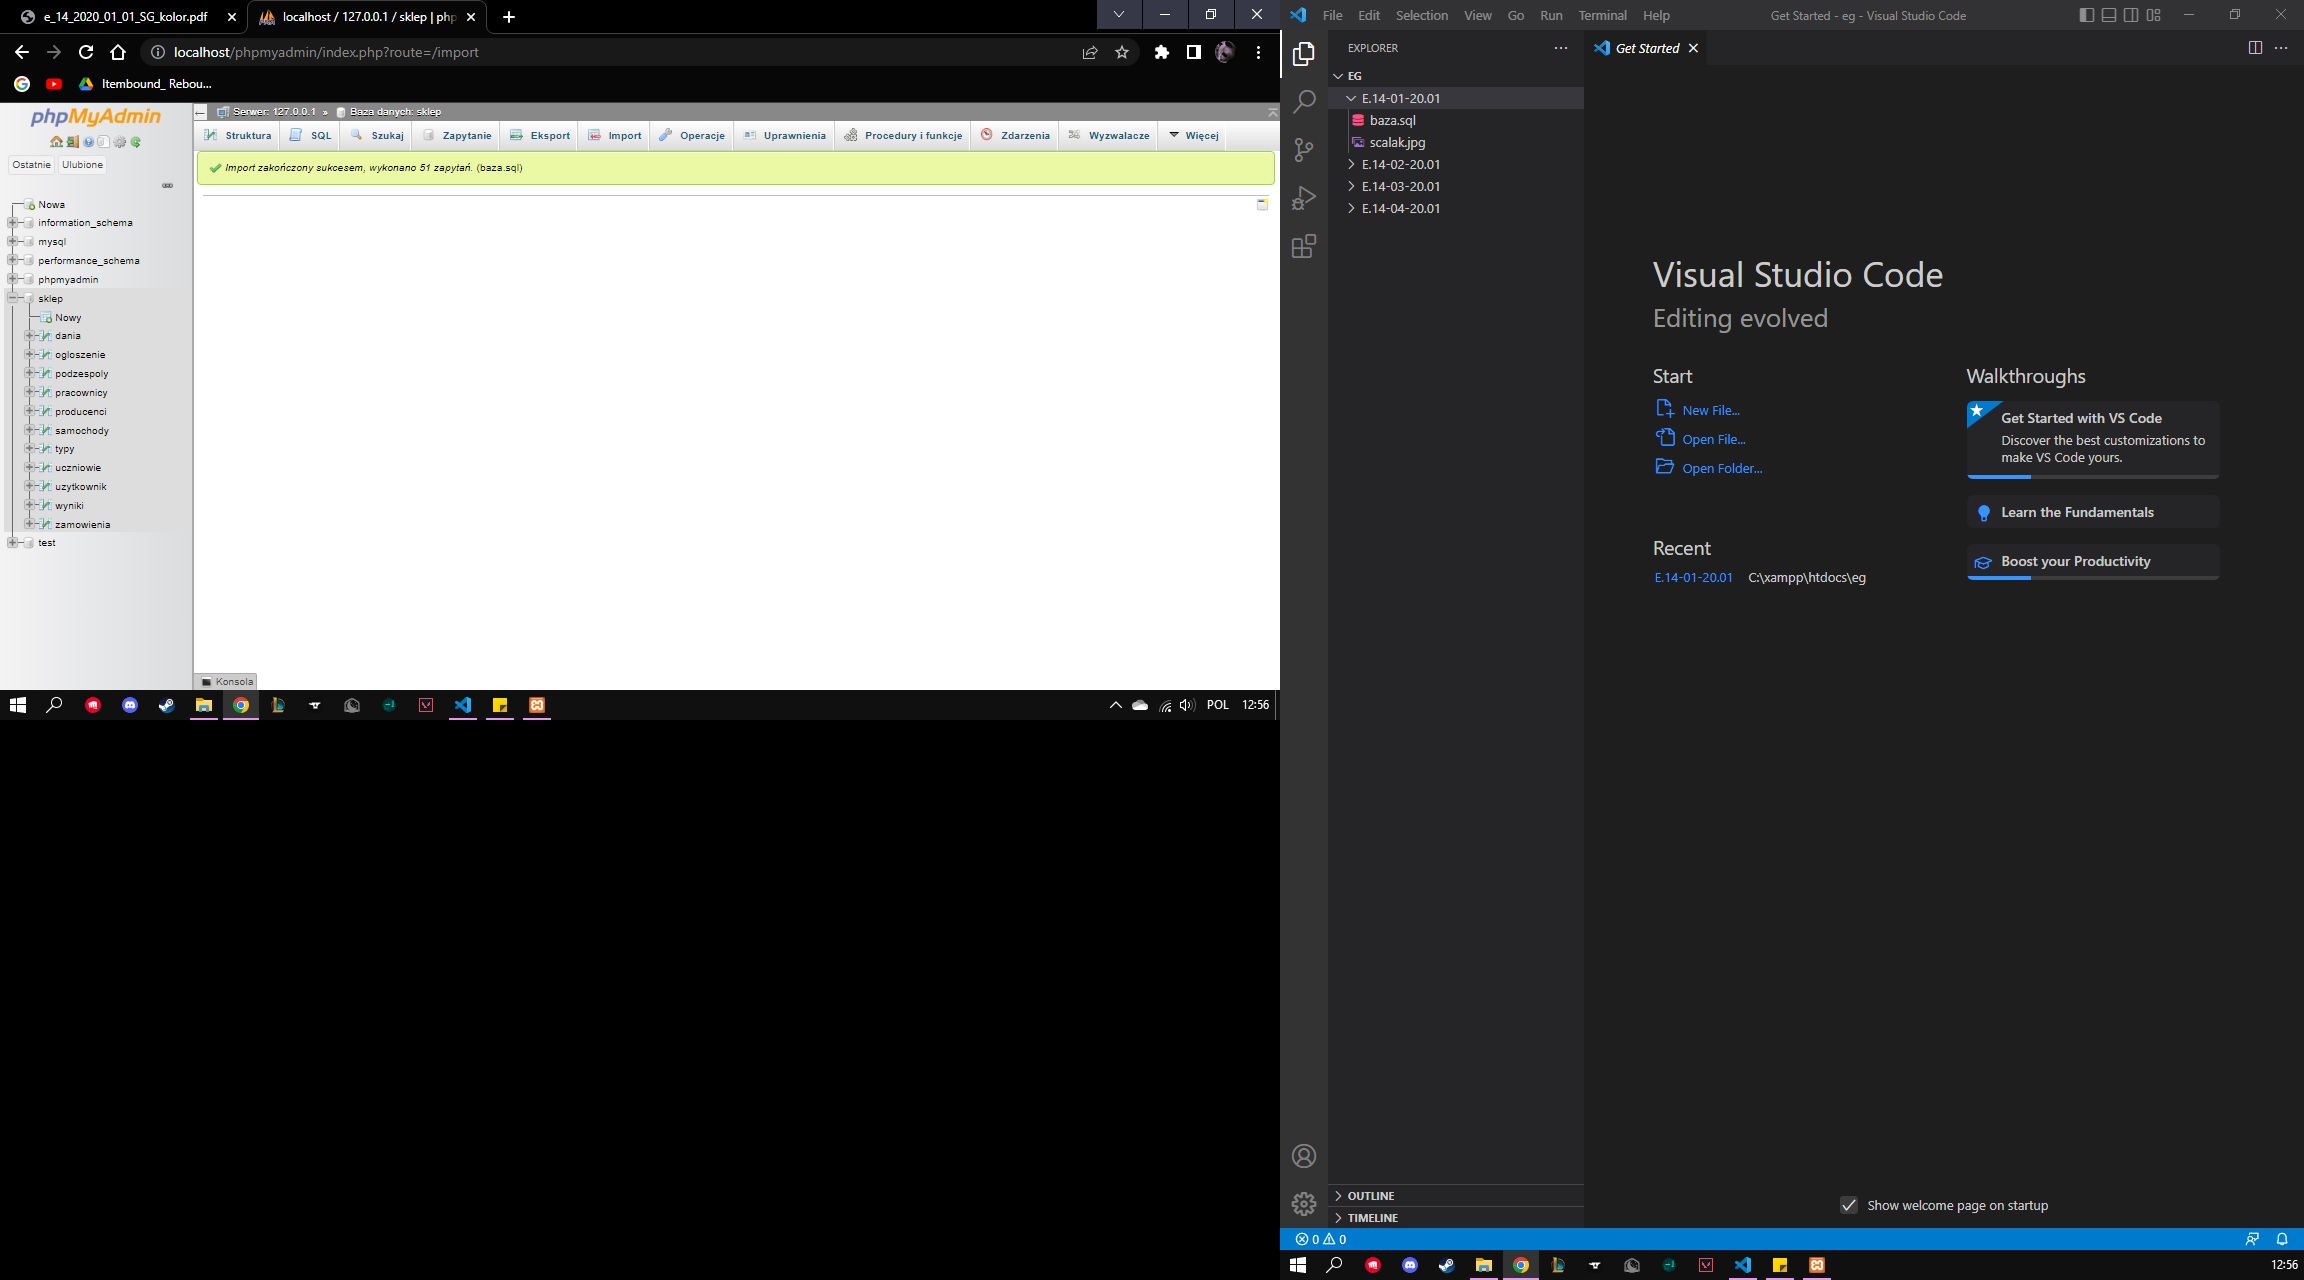 e_14_2020_01_01_SG_kolor.pdf
localhost / 127.0.0.1 / sklep | php
localhost/phpmyadmin/index.php?route=/import
Itembound_ Rebou...
phpMyAdmin
Ostatnie
Ulubione
Nowa
information_schema
mysql
performance_schema
phpmyadmin
sklep
Nowy
dania
ogloszenie
podzespoly
pracownicy
producenci
samochody
typy
uczniowie
uzytkownik
wyniki
zamowienia
test
Serwer: 127.0.0.1 » Baza danych: sklep
Struktura SQL Szukaj Zapytanie Eksport Import Operacje Uprawnienia Procedury i funkcje Zdarzenia Wyzwalacze Więcej
Import zakończony sukcesem, wykonano 51 zapytań. (baza.sql)
Konsola
POL 12:56
File Edit Selection View Go Run Terminal Help
Get Started - eg - Visual Studio Code
EXPLORER
EG
E.14-01-20.01
baza.sql
scalak.jpg
E.14-02-20.01
E.14-03-20.01
E.14-04-20.01
OUTLINE
TIMELINE
Get Started
Visual Studio Code
Editing evolved
Start
New File...
Open File...
Open Folder...
Recent
E.14-01-20.01 C:\xampp\htdocs\eg
Walkthroughs
Get Started with VS Code
Discover the best customizations to
make VS Code yours.
Learn the Fundamentals
Boost your Productivity
Show welcome page on startup
0 0
12:56